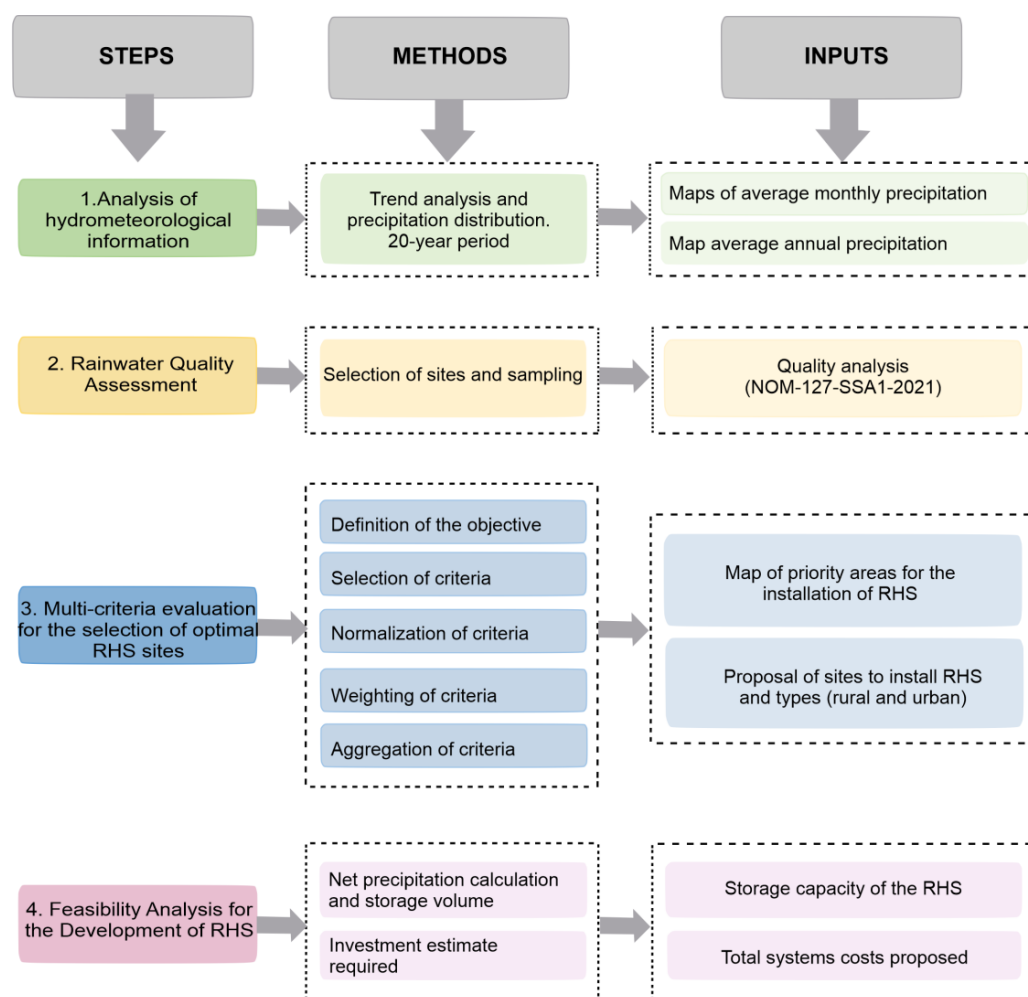 STEPS
METHODS
INPUTS
1.Analysis of
hydrometeorological
information
Trend analysis and
precipitation distribution.
20-year period
Maps of average monthly precipitation
Map average annual precipitation
2. Rainwater Quality
Assessment
Selection of sites and sampling
Quality analysis
(NOM-127-SSA1-2021)
3. Multi-criteria evaluation
for the selection of optimal
RHS sites
Definition of the objective
Selection of criteria
Normalization of criteria
Weighting of criteria
Aggregation of criteria
Map of priority areas for the
installation of RHS
Proposal of sites to install RHS
and types (rural and urban)
4. Feasibility Analysis for
the Development of RHS
Net precipitation calculation
and storage volume
Investment estimate
required
Storage capacity of the RHS
Total systems costs proposed